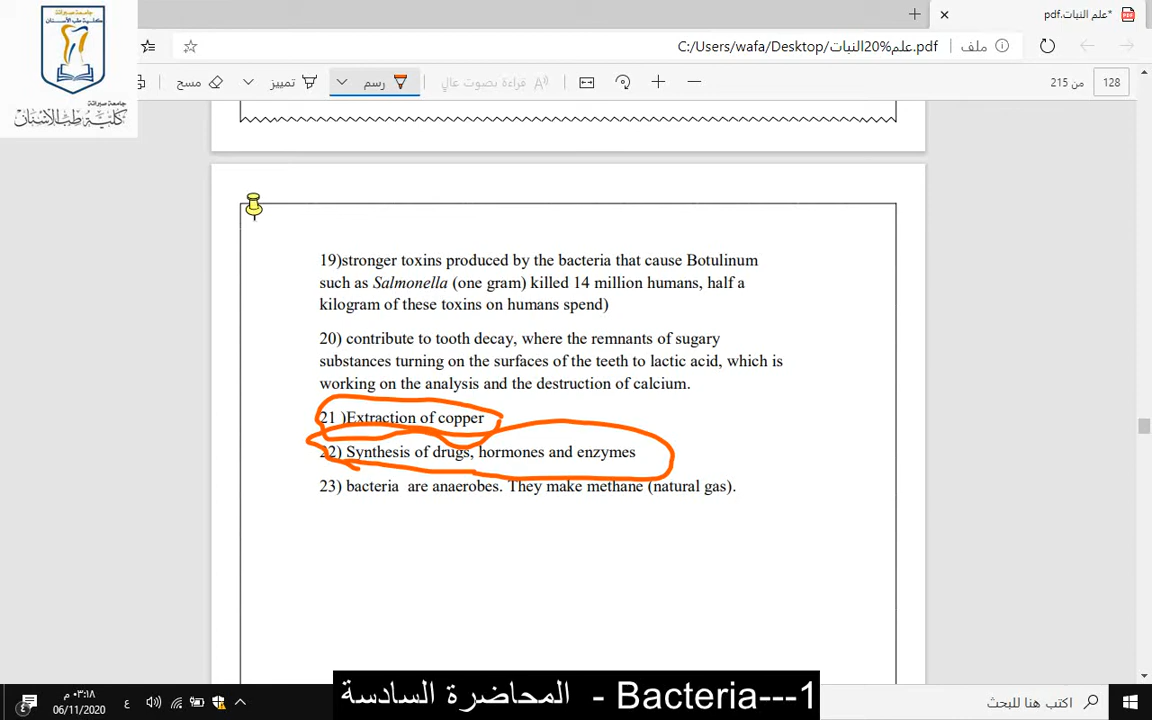 علم النبات.pdf*
ملف C:/Users/wafa/Desktop/علم%20النبات.pdf
مسح تمييز رسم قراءة بصوت عالٍ 128 من 215
جامعة صبراتة
كلية طب الأسنان
19)stronger toxins produced by the bacteria that cause Botulinum
such as Salmonella (one gram) killed 14 million humans, half a
kilogram of these toxins on humans spend)
20) contribute to tooth decay, where the remnants of sugary
substances turning on the surfaces of the teeth to lactic acid, which is
working on the analysis and the destruction of calcium.
21 )Extraction of copper
22) Synthesis of drugs, hormones and enzymes
23) bacteria are anaerobes. They make methane (natural gas).
المحاضرة السادسة - Bacteria---1
٠٣:١٨ م
06/11/2020
ع
اكتب هنا للبحث